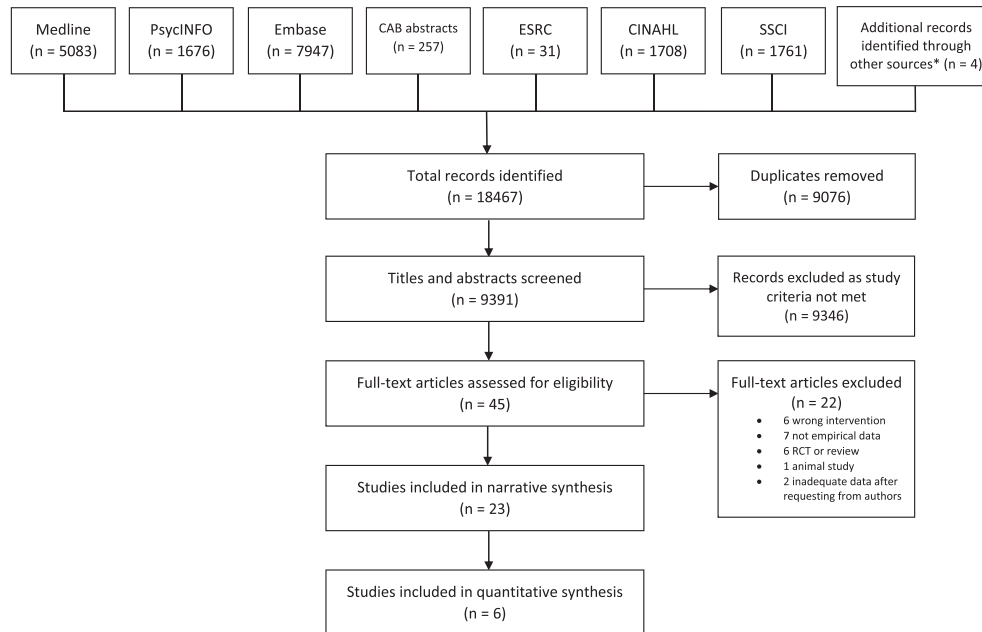 Medline
(n = 5083)
PsycINFO
(n = 1676)
Embase
(n = 7947)
CAB abstracts
(n = 257)
ESRC
(n = 31)
CINAHL
(n = 1708)
SSCI
(n = 1761)
Additional records
identified through
other sources* (n = 4)
Total records identified
(n = 18467)
Duplicates removed
(n = 9076)
Titles and abstracts screened
(n = 9391)
Records excluded as study
criteria not met
(n = 9346)
Full-text articles assessed for eligibility
(n = 45)
Full-text articles excluded
(n = 22)
• 6 wrong intervention
• 7 not empirical data
• 6 RCT or review
• 1 animal study
• 2 inadequate data after
requesting from authors
Studies included in narrative synthesis
(n = 23)
Studies included in quantitative synthesis
(n = 6)